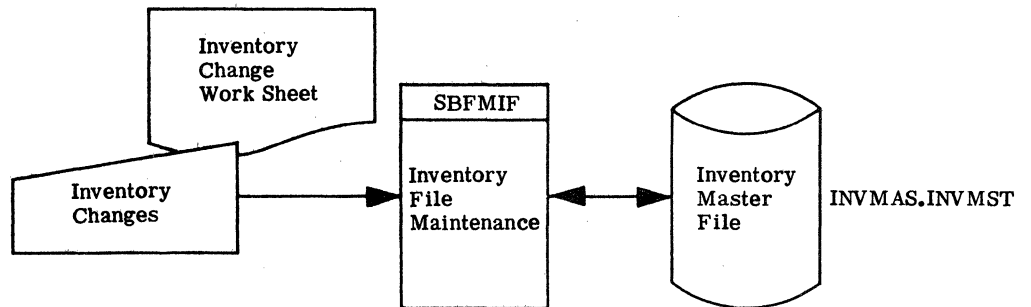 Inventory
Change
Work Sheet
Inventory
Changes
SBFMIF
Inventory
File
Maintenance
Inventory
Master
File
INVMAS.INVMST